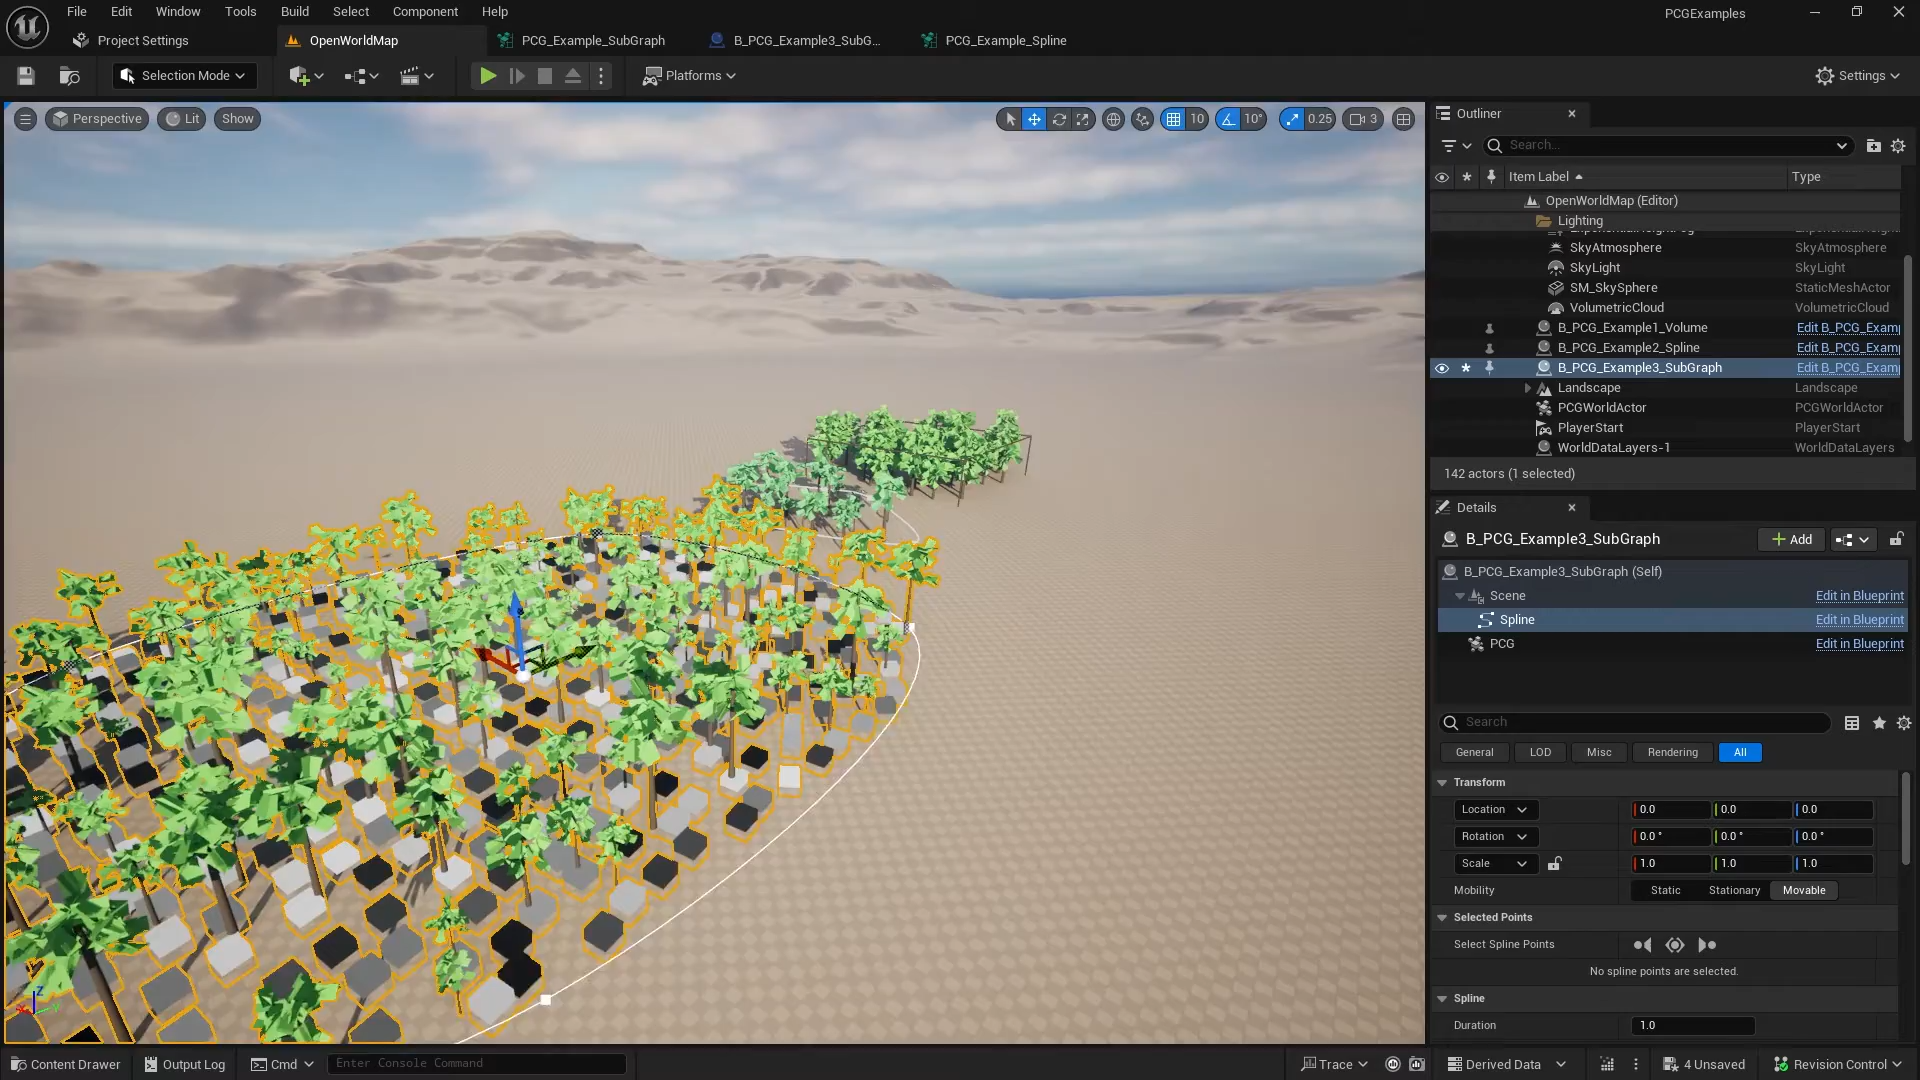 File Edit Window Tools Build Select Component Help
PCGExamples
Project Settings
OpenWorldMap
PCG_Example_SubGraph
B_PCG_Example3_SubG...
PCG_Example_Spline
Selection Mode
Platforms
Settings
Perspective
Lit
Show
10
10°
0.25
3
Outliner
Search...
Item Label
Type
OpenWorldMap (Editor)
Lighting
SkyAtmosphere SkyAtmosphere
SkyLight SkyLight
SM_SkySphere StaticMeshActor
VolumetricCloud VolumetricCloud
B_PCG_Example1_Volume Edit B_PCG_Exam
B_PCG_Example2_Spline Edit B_PCG_Exam
B_PCG_Example3_SubGraph Edit B_PCG_Exam
Landscape Landscape
PCGWorldActor PCGWorldActor
PlayerStart PlayerStart
WorldDataLayers-1 WorldDataLayers
142 actors (1 selected)
Details
B_PCG_Example3_SubGraph
Add
B_PCG_Example3_SubGraph (Self)
Scene Edit in Blueprint
Spline Edit in Blueprint
PCG Edit in Blueprint
Search
General LOD Misc Rendering All
Transform
Location 0.0 0.0 0.0
Rotation 0.0 ° 0.0 ° 0.0 °
Scale 1.0 1.0 1.0
Mobility Static Stationary Movable
Selected Points
Select Spline Points
No spline points are selected.
Spline
Duration 1.0
Z
Content Drawer
Output Log
Cmd
Enter Console Command
Trace
Derived Data
4 Unsaved
Revision Control